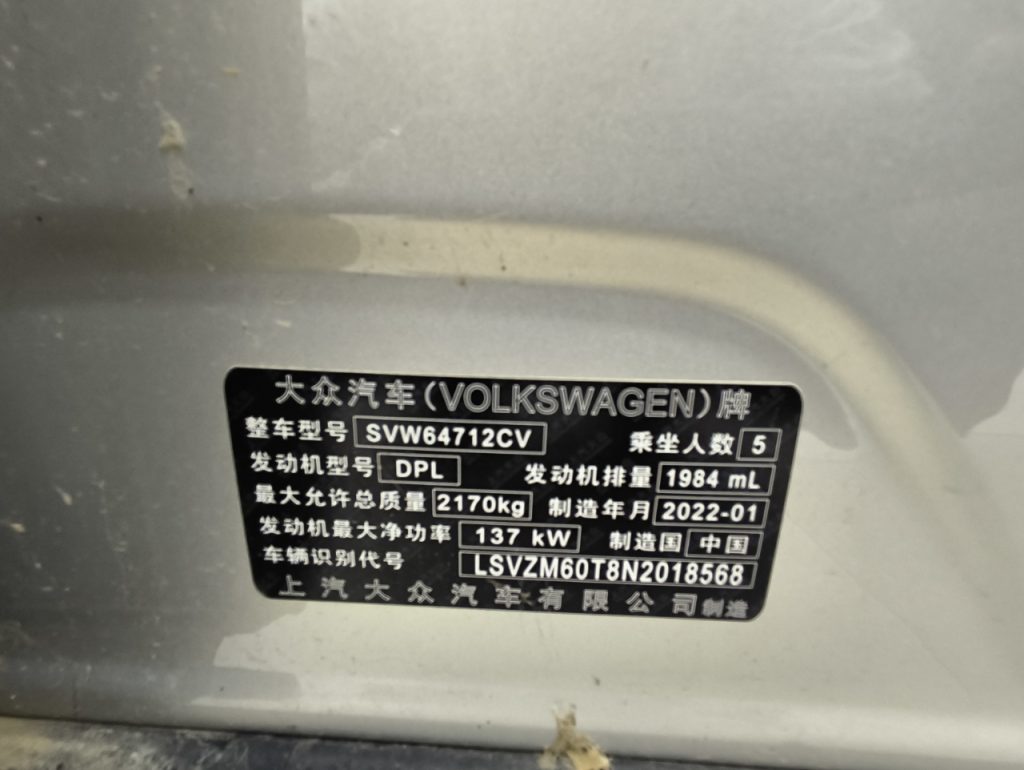 大众汽车(VOLKSWAGEN)牌
整车型号 SVW64712CV 乘坐人数 5
发动机型号 DPL 发动机排量 1984 mL
最大允许总质量 2170kg 制造年月 2022-01
发动机最大净功率 137 kW 制造国 中国
车辆识别代号 LSVZM60T8N2018568
上汽大众汽车有限公司制造